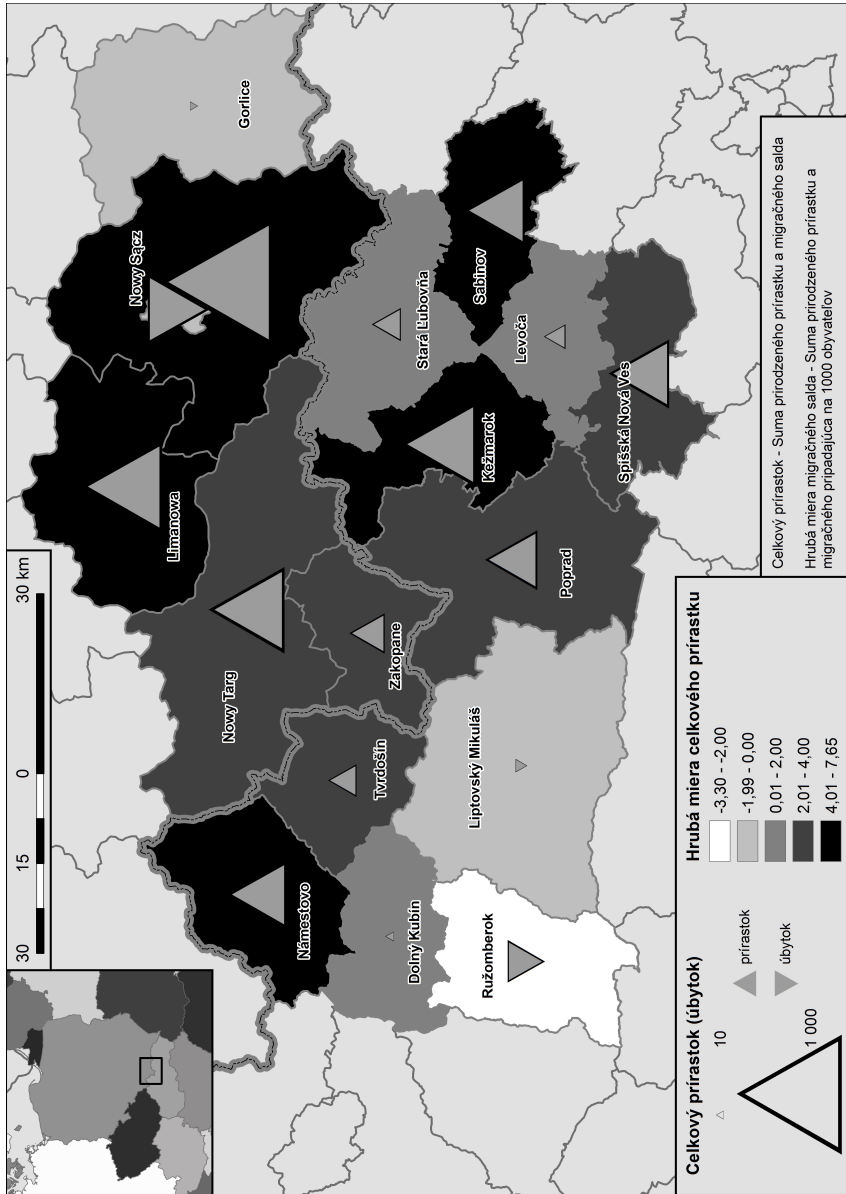 30 15 0 30 km
Nowy Sącz
Limanowa
Nowy Targ
Gorlice
Námestovo
Tvrdošín
Zakopane
Dolný Kubín
Stará Ľubovňa
Liptovský Mikuláš
Sabinov
Ružomberok
Kežmarok
Levoča
Poprad
Spišská Nová Ves
Celkový prírastok (úbytok)
10
1 000
prírastok
úbytok
Hrubá miera celkového prírastku
-3,30 - -2,00
-1,99 - 0,00
0,01 - 2,00
2,01 - 4,00
4,01 - 7,65
Celkový prírastok - Suma prirodzeného prírastku a migračného salda
Hrubá miera migračného salda - Suma prirodzeného prírastku a
migračného pripadajúca na 1000 obyvateľov